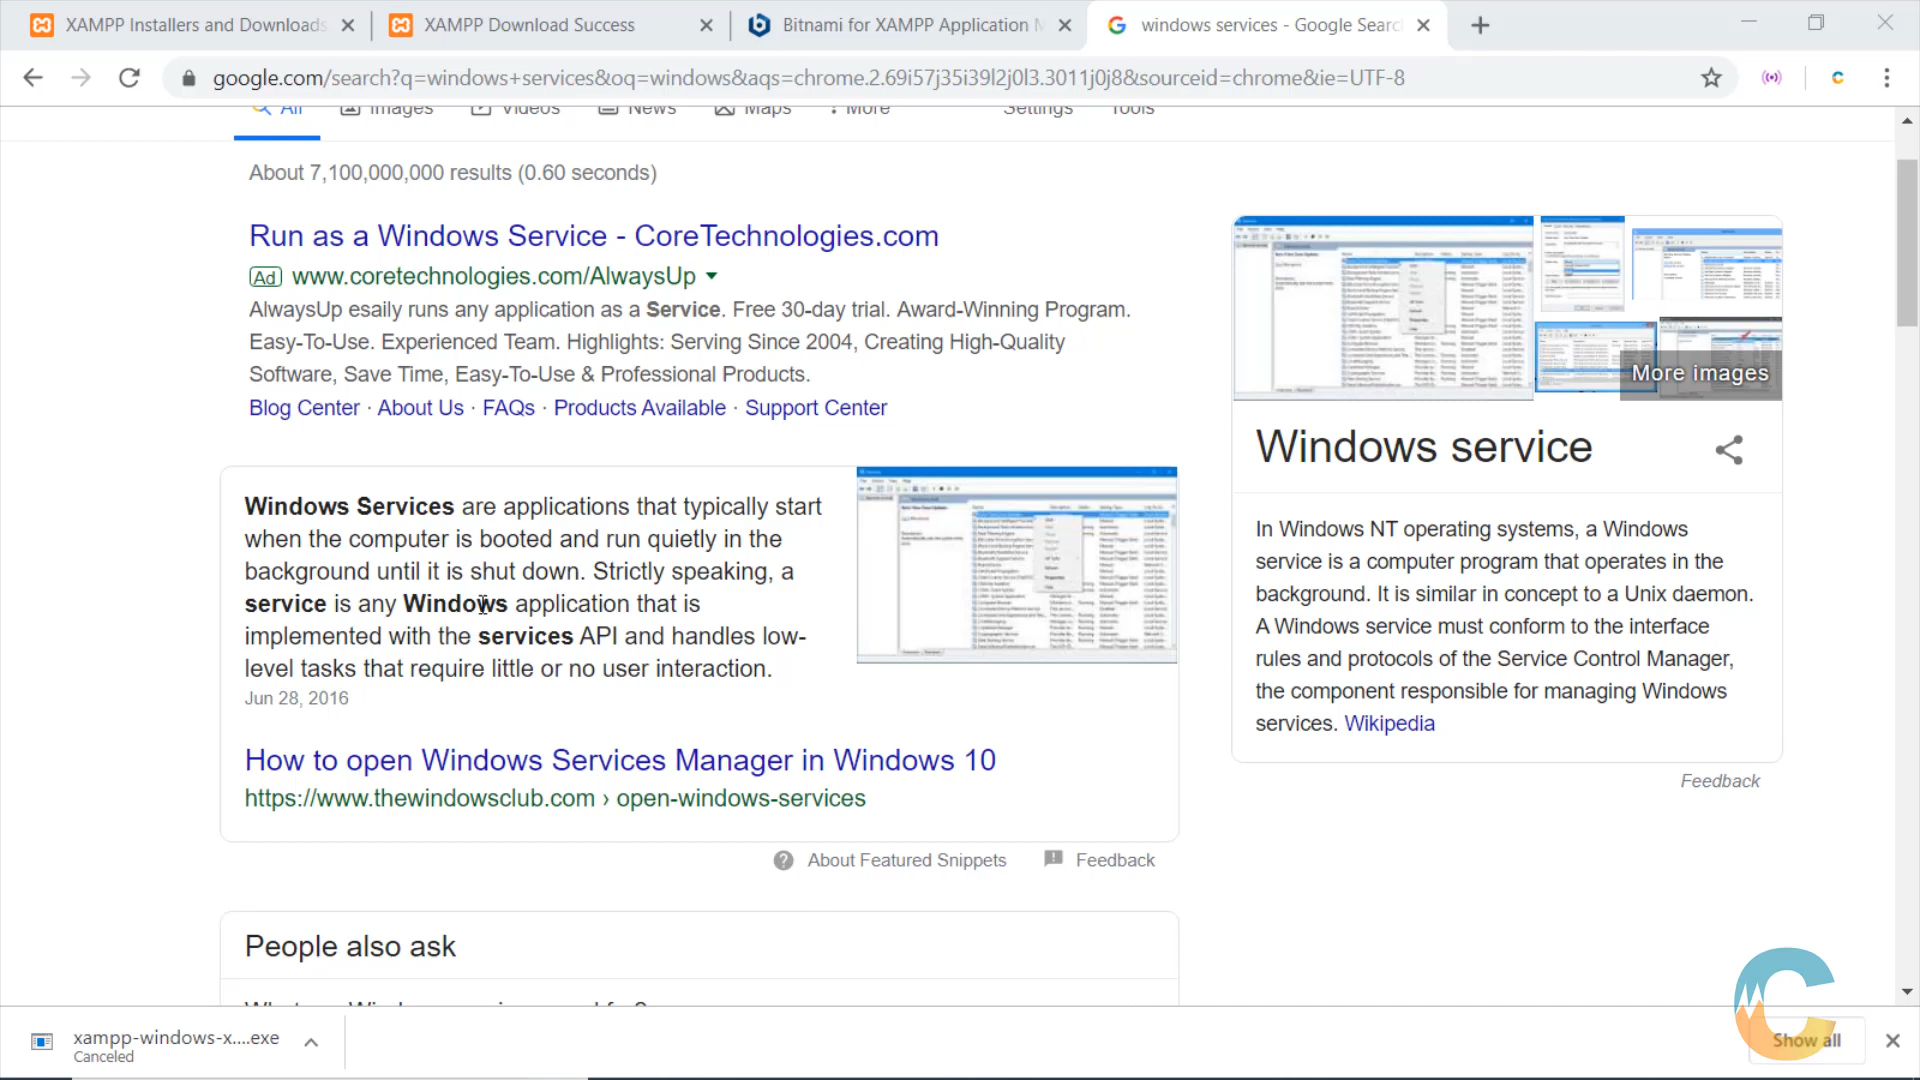 XAMPP Installers and Downloads
XAMPP Download Success
Bitnami for XAMPP Application M
windows services - Google Searc
google.com/search?q=windows+services&oq=windows&aqs=chrome.2.69i57j35i39l2j0l3.3011j0j8&sourceid=chrome&ie=UTF-8
All Images Videos News Maps More Settings Tools
About 7,100,000,000 results (0.60 seconds)
Run as a Windows Service - CoreTechnologies.com
Ad www.coretechnologies.com/AlwaysUp
AlwaysUp esaily runs any application as a Service. Free 30-day trial. Award-Winning Program.
Easy-To-Use. Experienced Team. Highlights: Serving Since 2004, Creating High-Quality
Software, Save Time, Easy-To-Use & Professional Products.
Blog Center · About Us · FAQs · Products Available · Support Center
Windows Services are applications that typically start
when the computer is booted and run quietly in the
background until it is shut down. Strictly speaking, a
service is any Windows application that is
implemented with the services API and handles low-
level tasks that require little or no user interaction.
Jun 28, 2016
How to open Windows Services Manager in Windows 10
https://www.thewindowsclub.com › open-windows-services
About Featured Snippets Feedback
People also ask
More images
Windows service
In Windows NT operating systems, a Windows
service is a computer program that operates in the
background. It is similar in concept to a Unix daemon.
A Windows service must conform to the interface
rules and protocols of the Service Control Manager,
the component responsible for managing Windows
services. Wikipedia
Feedback
xampp-windows-x....exe
Canceled
Show all